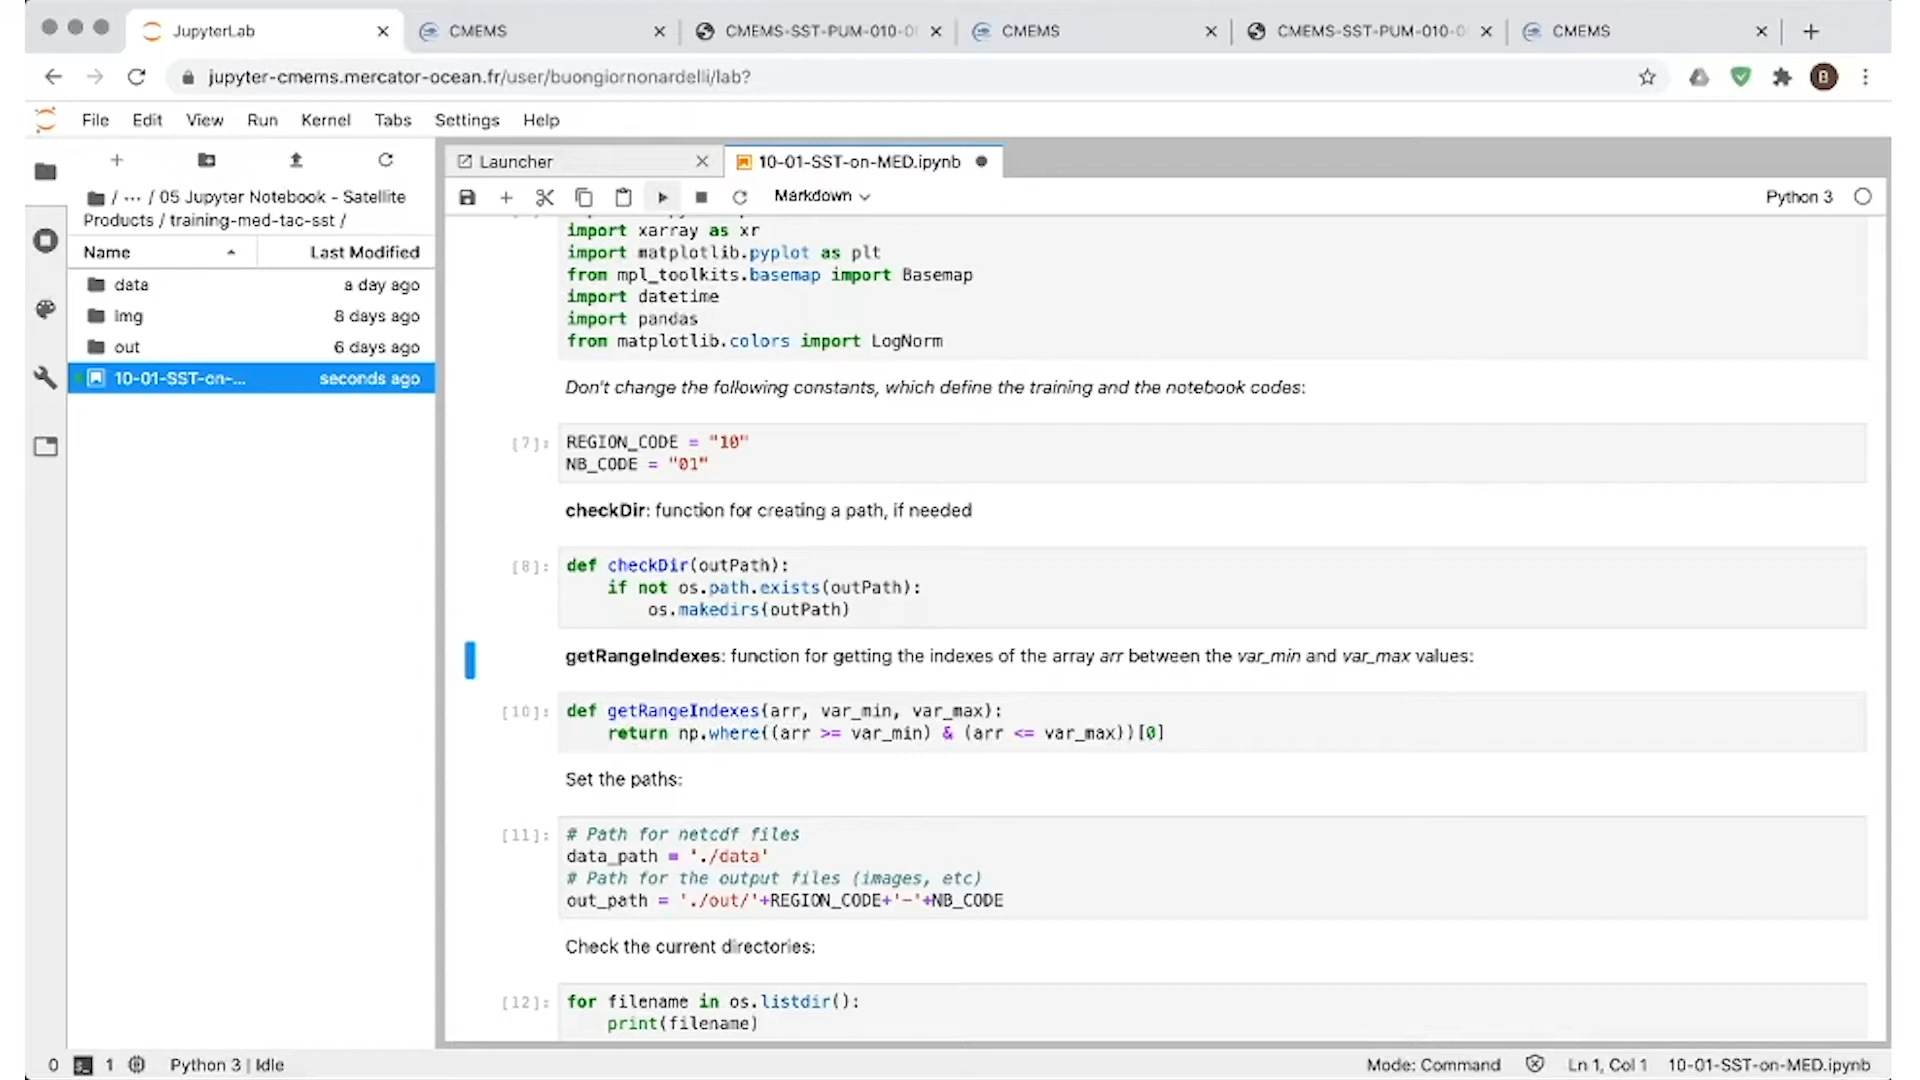 JupyterLab
CMEMS
CMEMS-SST-PUM-010-0
CMEMS
CMEMS-SST-PUM-010-0
CMEMS
jupyter-cmems.mercator-ocean.fr/user/buongiornonardelli/lab?
B
File Edit View Run Kernel Tabs Settings Help
/ ··· / 05 Jupyter Notebook - Satellite
Products / training-med-tac-sst /
Name Last Modified
data a day ago
img 8 days ago
out 6 days ago
10-01-SST-on-... seconds ago
Launcher
10-01-SST-on-MED.ipynb
Markdown
Python 3
import xarray as xr
import matplotlib.pyplot as plt
from mpl_toolkits.basemap import Basemap
import datetime
import pandas
from matplotlib.colors import LogNorm
Don't change the following constants, which define the training and the notebook codes:
[7]: REGION_CODE = "10"
NB_CODE = "01"
checkDir: function for creating a path, if needed
[8]: def checkDir(outPath):
if not os.path.exists(outPath):
os.makedirs(outPath)
getRangeIndexes: function for getting the indexes of the array arr between the var_min and var_max values:
[10]: def getRangeIndexes(arr, var_min, var_max):
return np.where((arr >= var_min) & (arr <= var_max))[0]
Set the paths:
[11]: # Path for netcdf files
data_path = './data'
# Path for the output files (images, etc)
out_path = './out/'+REGION_CODE+'-'+NB_CODE
Check the current directories:
[12]: for filename in os.listdir():
print(filename)
0 1 Python 3 | Idle
Mode: Command Ln 1, Col 1 10-01-SST-on-MED.ipynb